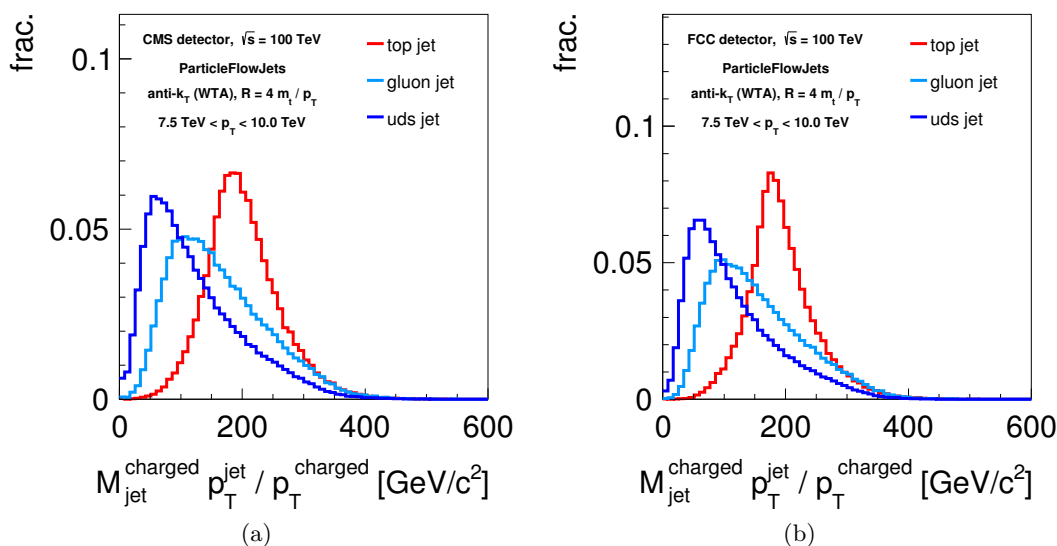 frac.
0.1
0.05
0
CMS detector, √s = 100 TeV
ParticleFlowJets
anti-k_T (WTA), R = 4 m_t / p_T
7.5 TeV < p_T < 10.0 TeV
top jet
gluon jet
uds jet
0 200 400 600
M_jet^charged p_T^jet / p_T^charged [GeV/c²]
(a)
frac.
0.1
0.05
0
FCC detector, √s = 100 TeV
ParticleFlowJets
anti-k_T (WTA), R = 4 m_t / p_T
7.5 TeV < p_T < 10.0 TeV
top jet
gluon jet
uds jet
0 200 400 600
M_jet^charged p_T^jet / p_T^charged [GeV/c²]
(b)